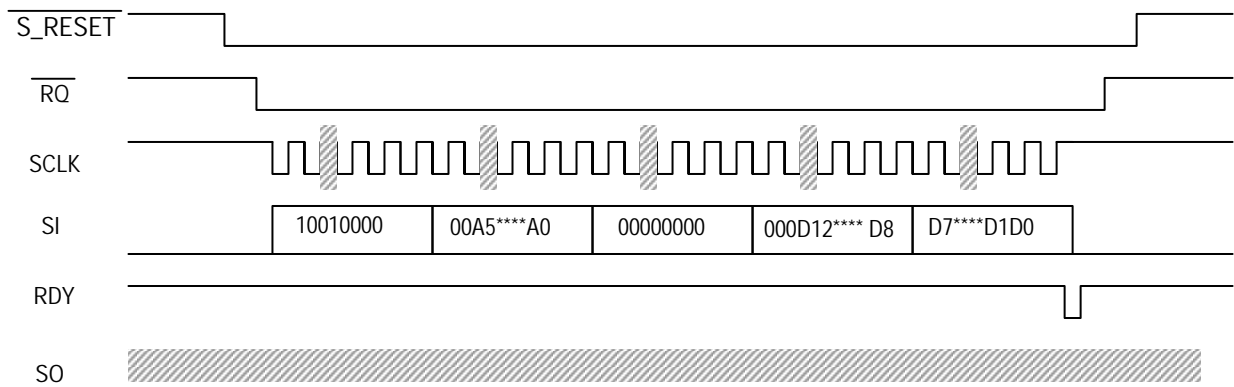 S_RESET
RQ
SCLK
SI 10010000 00A5****A0 00000000 000D12**** D8 D7****D1D0
RDY
SO